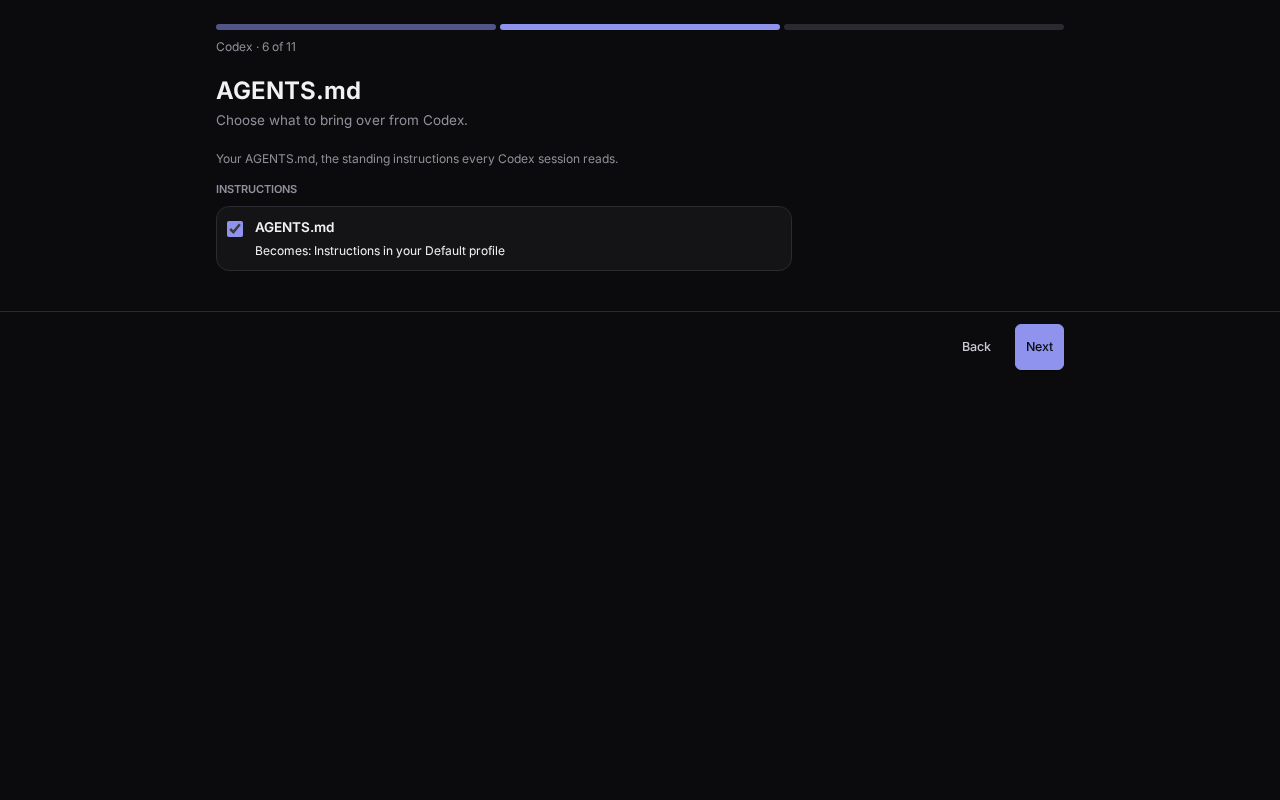 Codex · 6 of 11
AGENTS.md
Choose what to bring over from Codex.
Your AGENTS.md, the standing instructions every Codex session reads.
INSTRUCTIONS
AGENTS.md
Becomes: Instructions in your Default profile
Back
Next